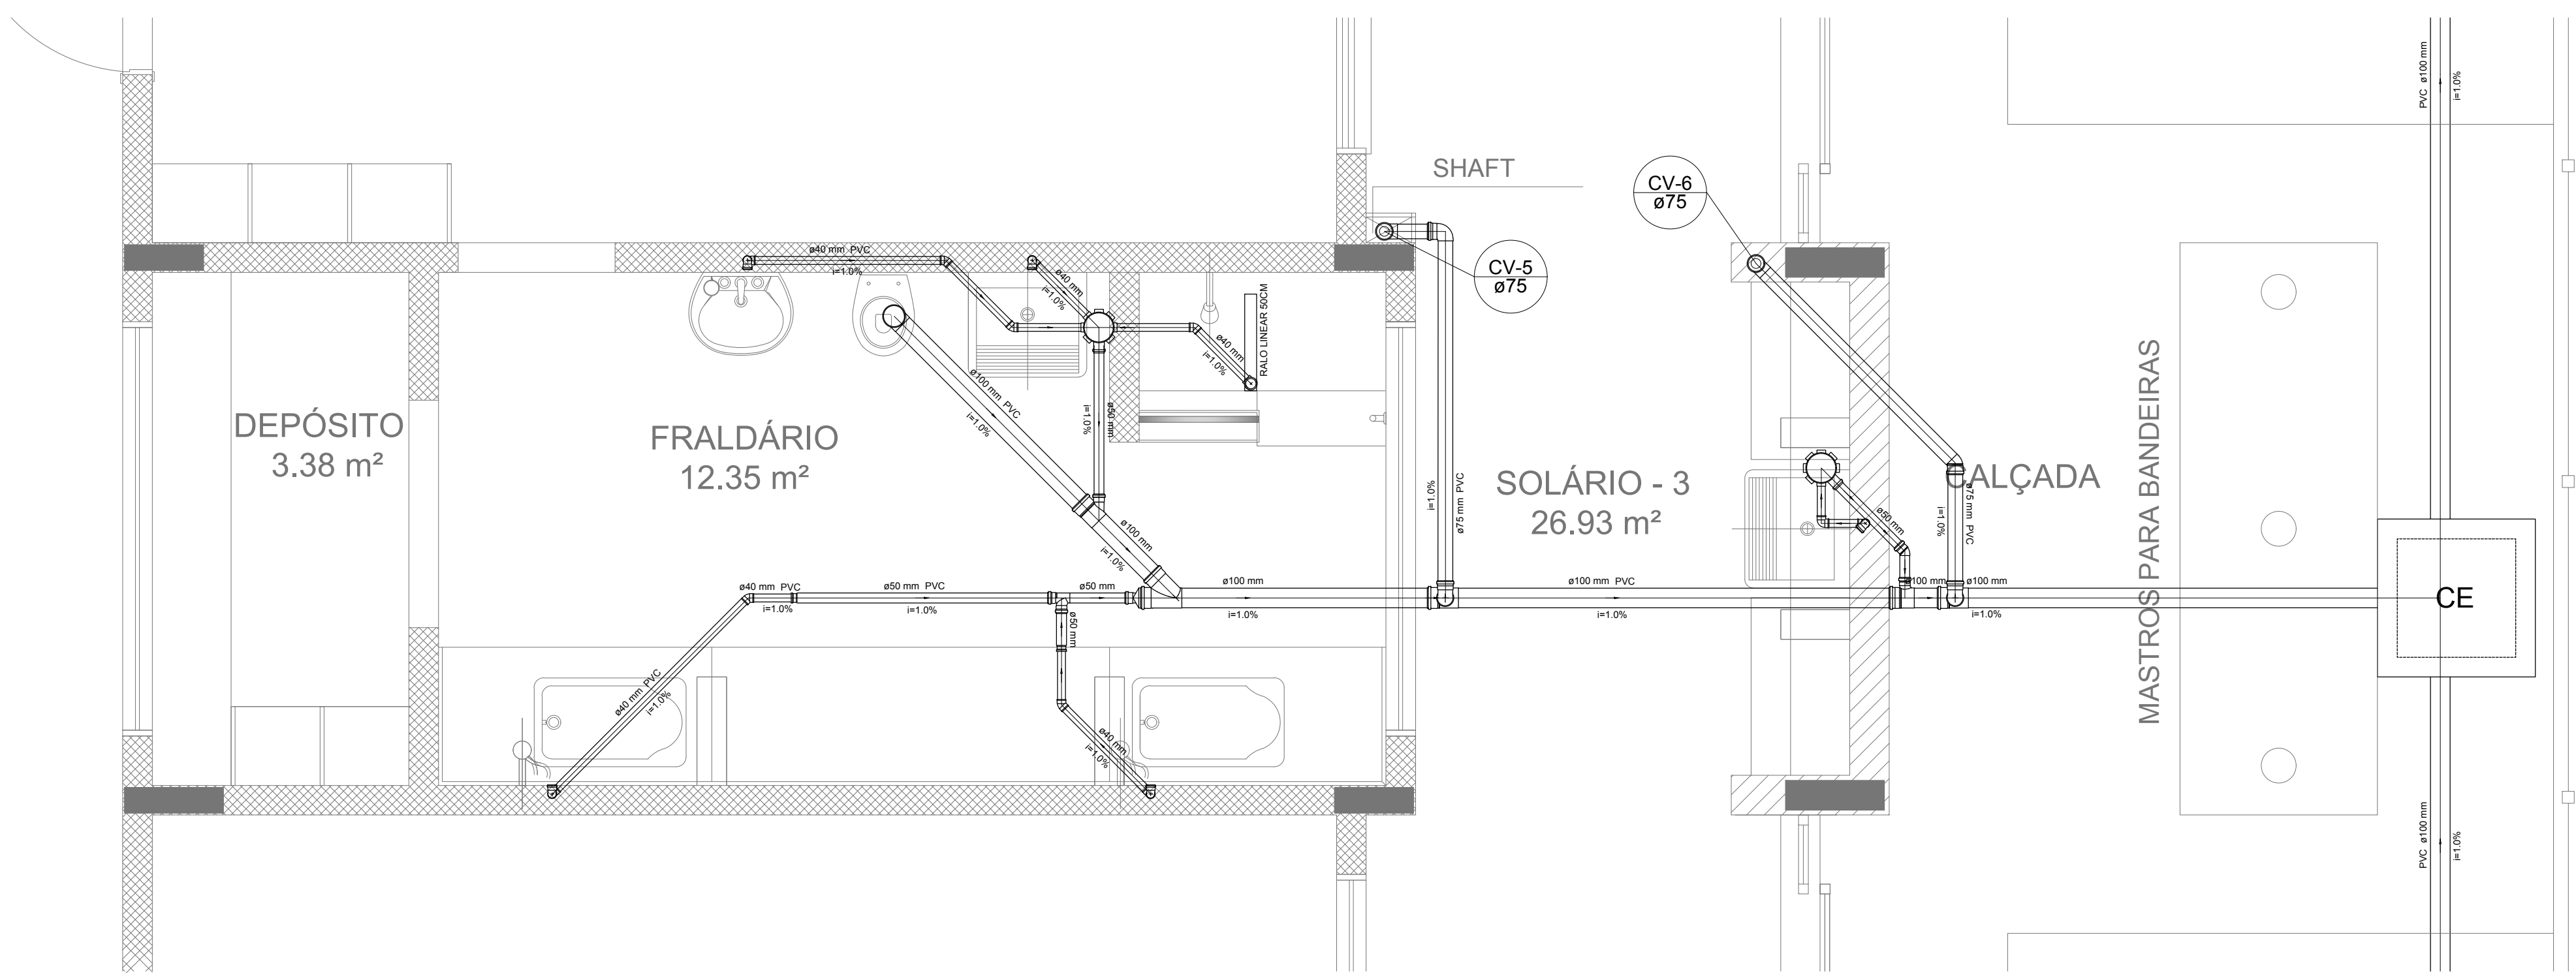 PVC ø100 mm
i=1.0%
SHAFT
CV-6
ø75
CV-5
ø75
ø40 mm PVC
i=1.0%
ø40 mm
i=1.0%
RALO LINEAR 50CM
ø40 mm
i=1.0%
ø100 mm PVC
i=1.0%
ø50 mm
i=1.0%
DEPÓSITO
3.38 m²
FRALDÁRIO
12.35 m²
SOLÁRIO - 3
26.93 m²
CALÇADA
MASTROS PARA BANDEIRAS
i=1.0%
ø75 mm PVC
ø50 mm
i=1.0%
ø75 mm PVC
ø100 mm
i=1.0%
ø40 mm PVC
i=1.0%
ø50 mm PVC
i=1.0%
ø50 mm
ø50 mm
ø100 mm
i=1.0%
ø100 mm PVC
i=1.0%
ø100 mm
ø100 mm
i=1.0%
CE
ø40 mm PVC
i=1.0%
ø40 mm
i=1.0%
PVC ø100 mm
i=1.0%